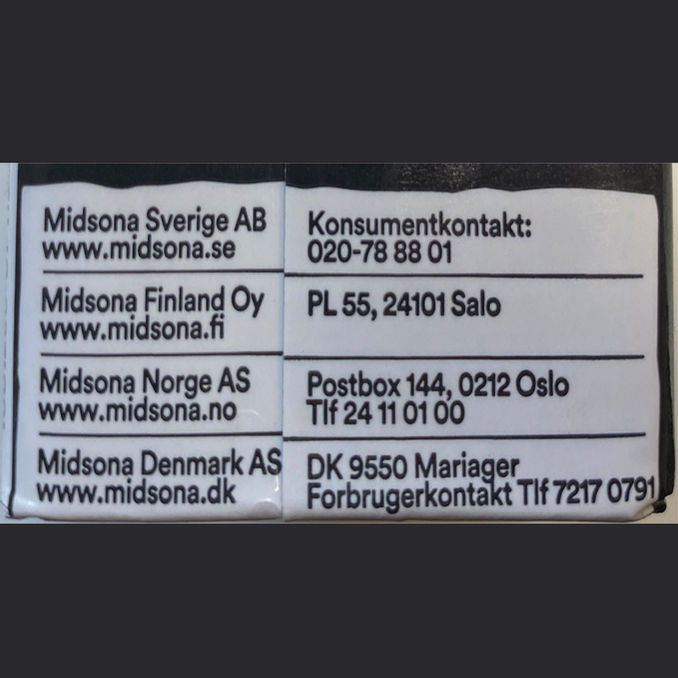 Midsona Sverige AB
www.midsona.se
Konsumentkontakt:
020-78 88 01
Midsona Finland Oy
www.midsona.fi
PL 55, 24101 Salo
Midsona Norge AS
www.midsona.no
Postbox 144, 0212 Oslo
Tlf 24 11 01 00
Midsona Denmark AS
www.midsona.dk
DK 9550 Mariager
Forbrugerkontakt Tlf 7217 0791